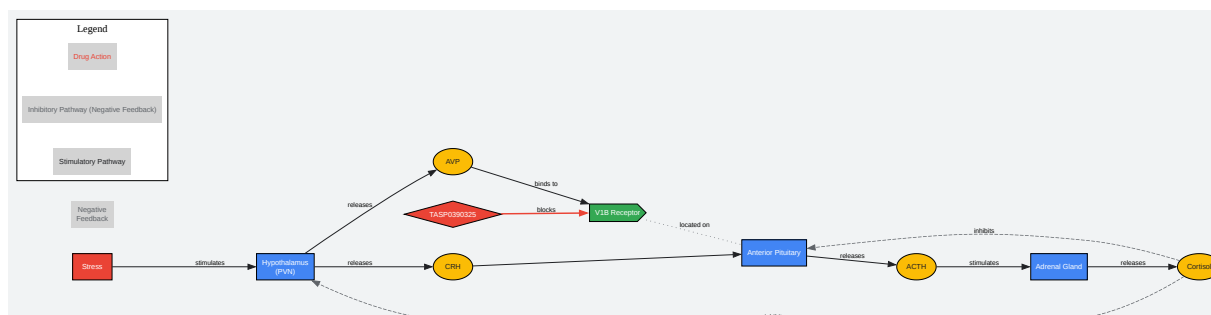 Legend
Drug Action
Inhibitory Pathway (Negative Feedback)
Stimulatory Pathway
Negative
Feedback
AVP
binds to
releases
TASP0390325
blocks
V1B Receptor
located on
inhibits
Stress
stimulates
Hypothalamus
(PVN)
releases
CRH
Anterior Pituitary
releases
ACTH
stimulates
Adrenal Gland
releases
Cortisol